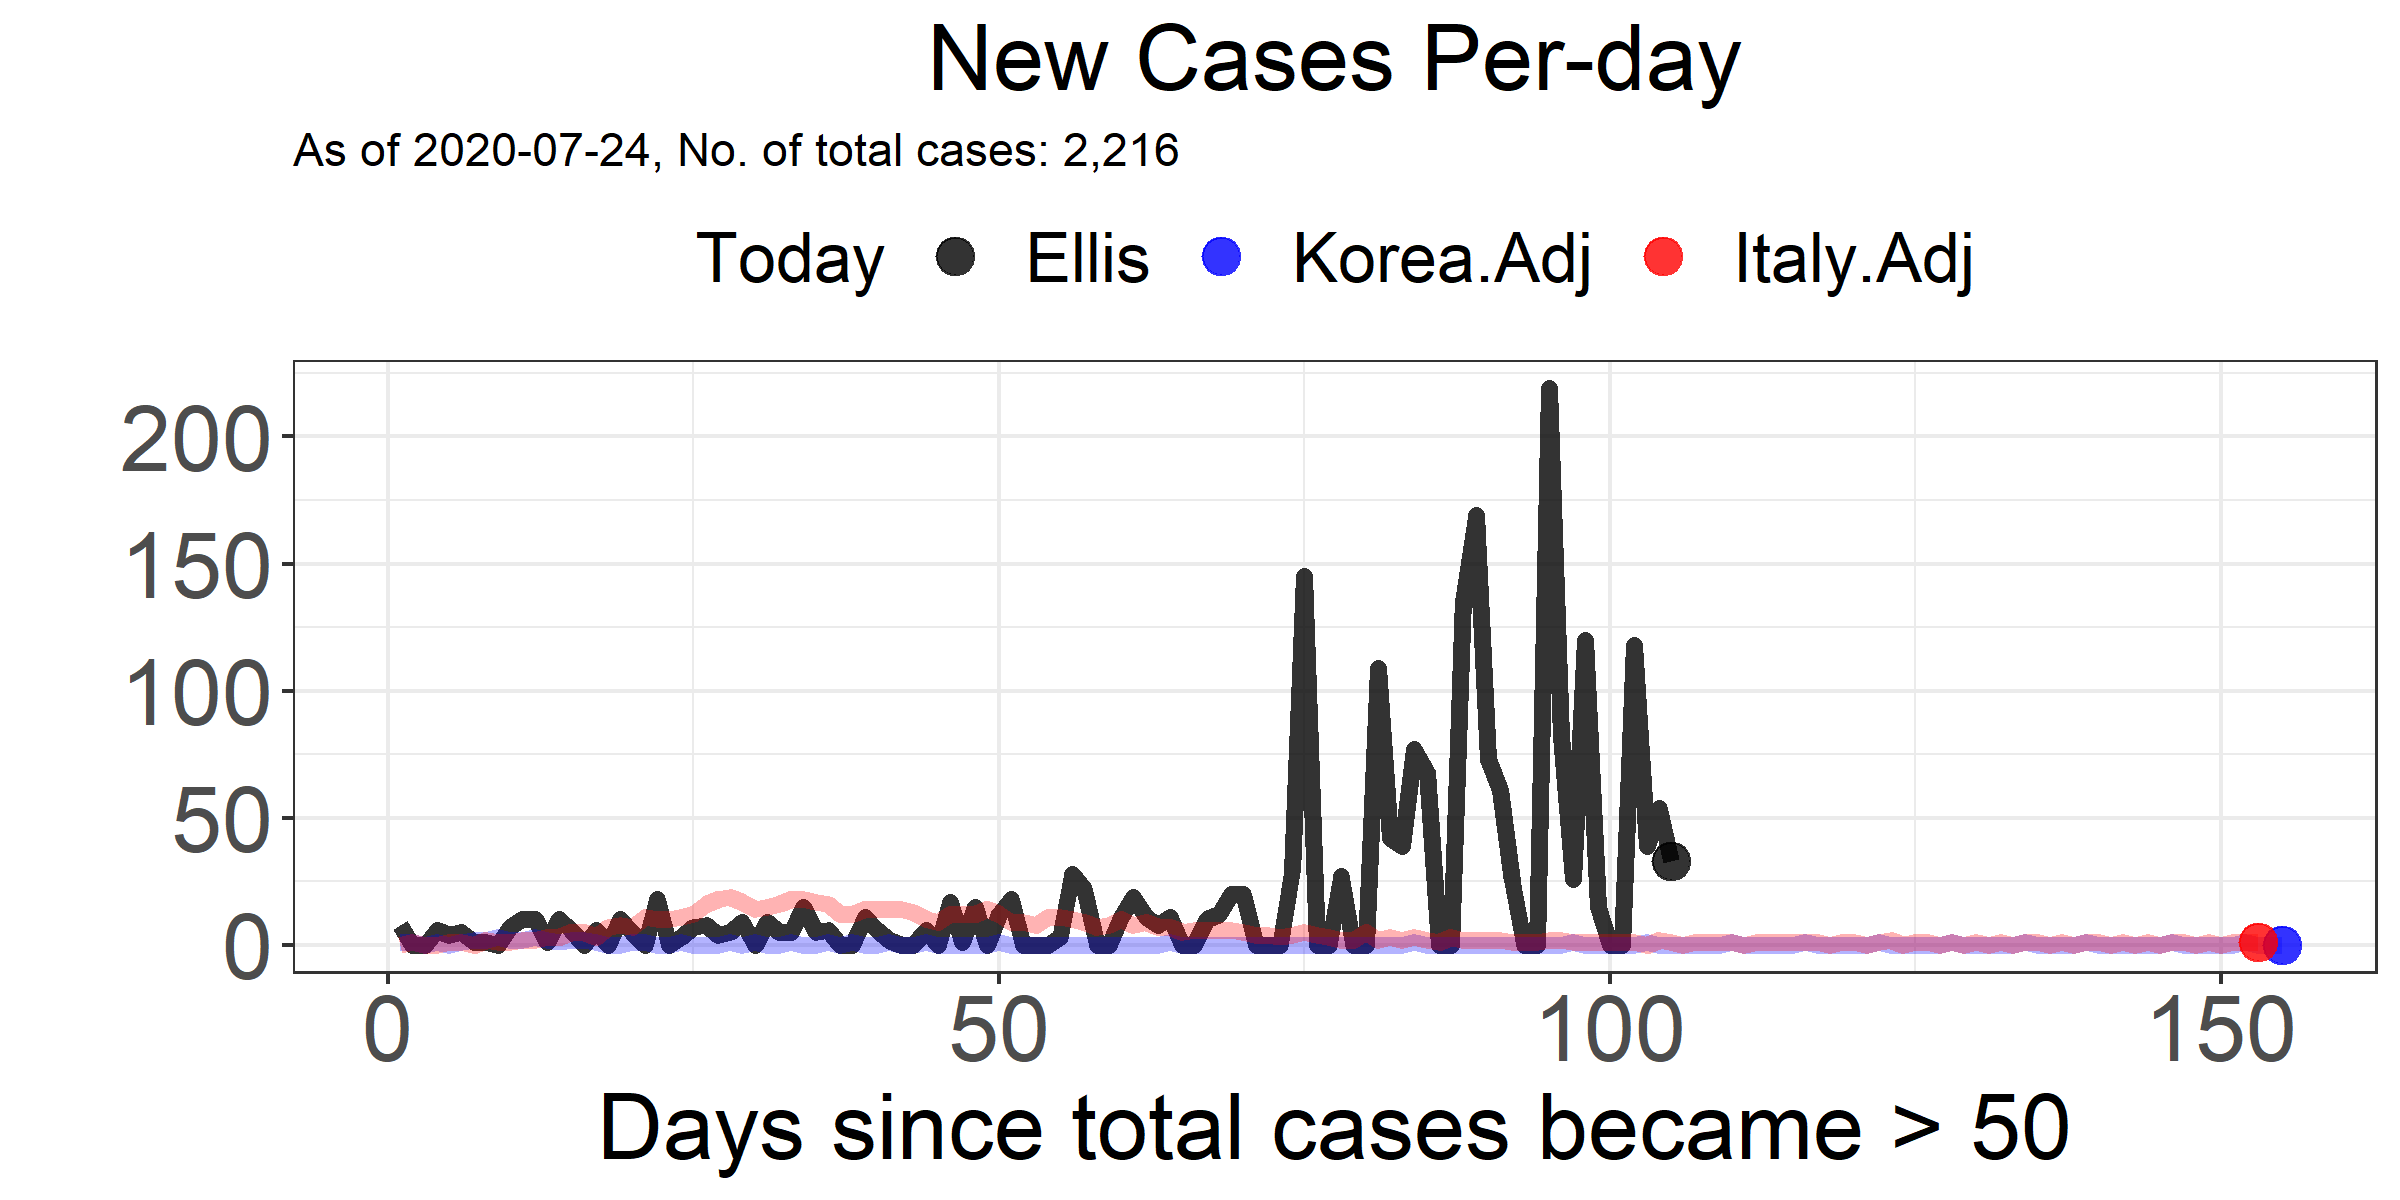 New Cases Per-day
As of 2020-07-24, No. of total cases: 2,216
Today Ellis Korea.Adj Italy.Adj
200
150
100
50
0
0 50 100 150
Days since total cases became > 50